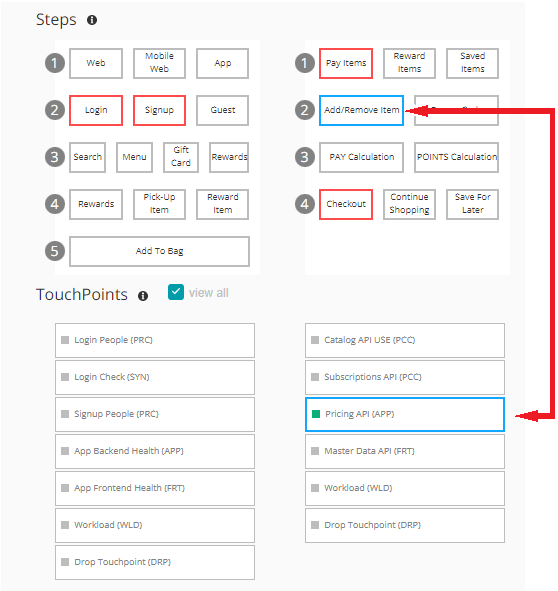 Steps i
1 Web Mobile Web App
2 Login Signup Guest
3 Search Menu Gift Card Rewards
4 Rewards Pick-Up Item Reward Item
5 Add To Bag
1 Pay Items Reward Items Saved Items
2 Add/Remove Item
3 PAY Calculation POINTS Calculation
4 Checkout Continue Shopping Save For Later
TouchPoints i view all
Login People (PRC)
Login Check (SYN)
Signup People (PRC)
App Backend Health (APP)
App Frontend Health (FRT)
Workload (WLD)
Drop Touchpoint (DRP)
Catalog API USE (PCC)
Subscriptions API (PCC)
Pricing API (APP)
Master Data API (FRT)
Workload (WLD)
Drop Touchpoint (DRP)